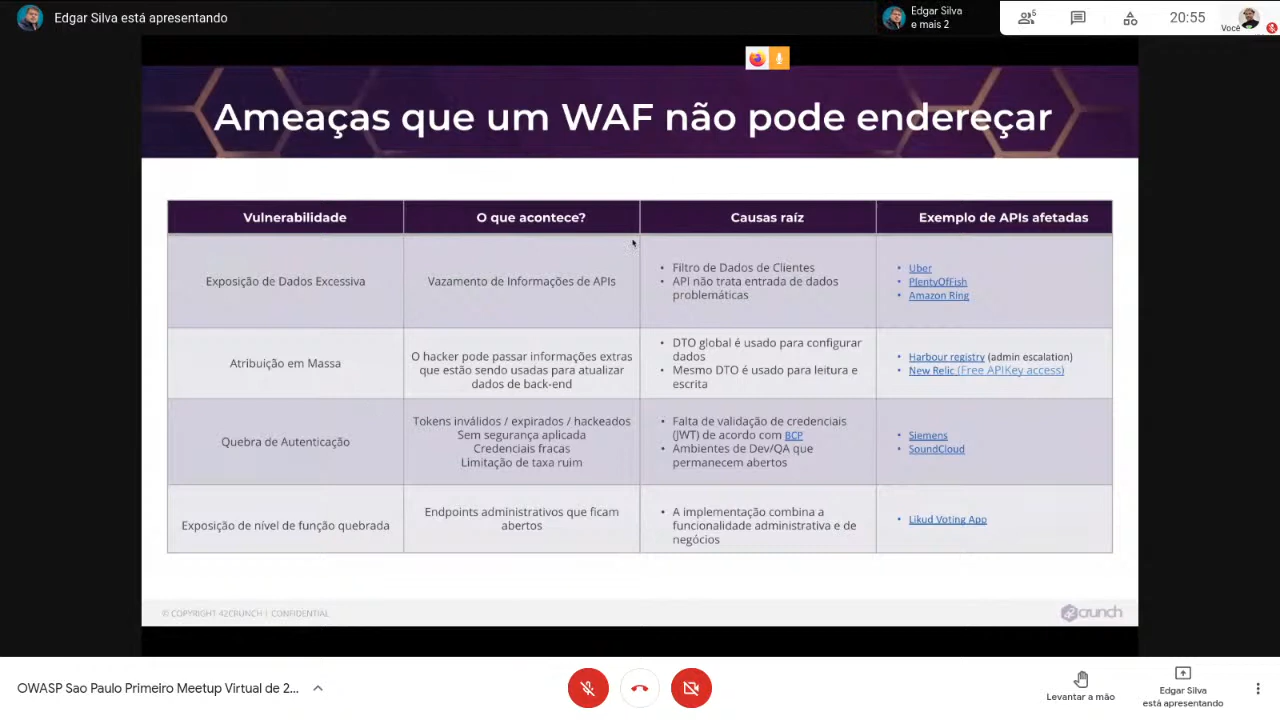 Edgar Silva está apresentando
Edgar Silva
e mais 2
6
20:55
Você
Ameaças que um WAF não pode endereçar
Vulnerabilidade
O que acontece?
Causas raíz
Exemplo de APIs afetadas
Exposição de Dados Excessiva
Vazamento de Informações de APIs
• Filtro de Dados de Clientes
• API não trata entrada de dados
problemáticas
• Uber
• PlentyOfFish
• Amazon Ring
Atribuição em Massa
O hacker pode passar informações extras
que estão sendo usadas para atualizar
dados de back-end
• DTO global é usado para configurar
dados
• Mesmo DTO é usado para leitura e
escrita
• Harbour registry (admin escalation)
• New Relic (Free APIKey access)
Quebra de Autenticação
Tokens inválidos / expirados / hackeados
Sem segurança aplicada
Credenciais fracas
Limitação de taxa ruim
• Falta de validação de credenciais
(JWT) de acordo com BCP
• Ambientes de Dev/QA que
permanecem abertos
• Siemens
• SoundCloud
Exposição de nível de função quebrada
Endpoints administrativos que ficam
abertos
• A implementação combina a
funcionalidade administrativa e de
negócios
• Likud Voting App
© COPYRIGHT 42CRUNCH | CONFIDENTIAL
42crunch
OWASP Sao Paulo Primeiro Meetup Virtual de 2...
Levantar a mão
Edgar Silva
está apresentando